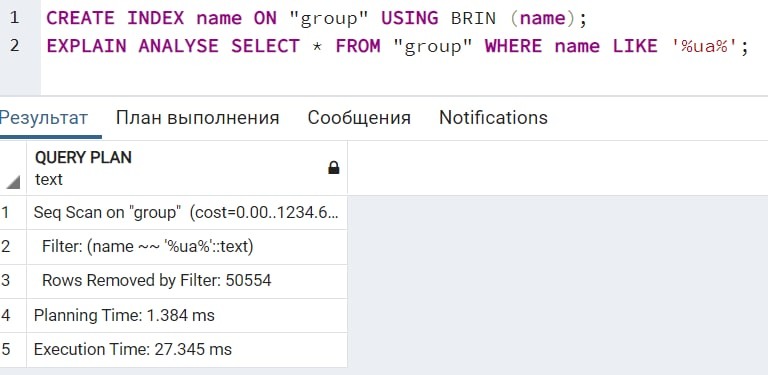 1 CREATE INDEX name ON "group" USING BRIN (name);
2 EXPLAIN ANALYSE SELECT * FROM "group" WHERE name LIKE '%ua%';
Результат План выполнения Сообщения Notifications
QUERY PLAN
text
1 Seq Scan on "group" (cost=0.00..1234.6...
2 Filter: (name ~~ '%ua%'::text)
3 Rows Removed by Filter: 50554
4 Planning Time: 1.384 ms
5 Execution Time: 27.345 ms